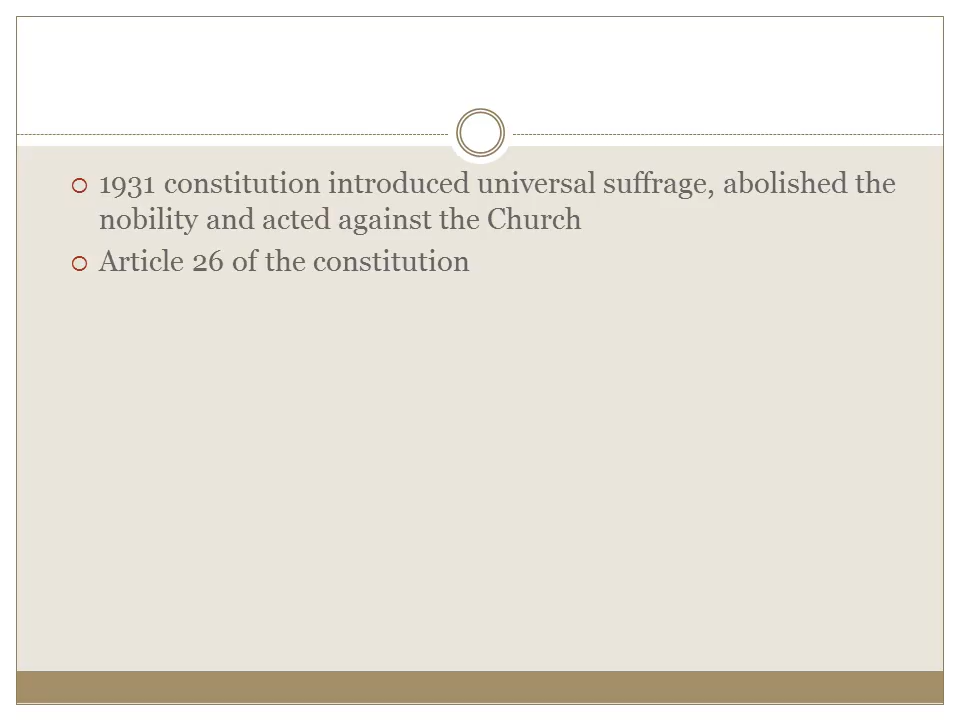 1931 constitution introduced universal suffrage, abolished the
nobility and acted against the Church
Article 26 of the constitution